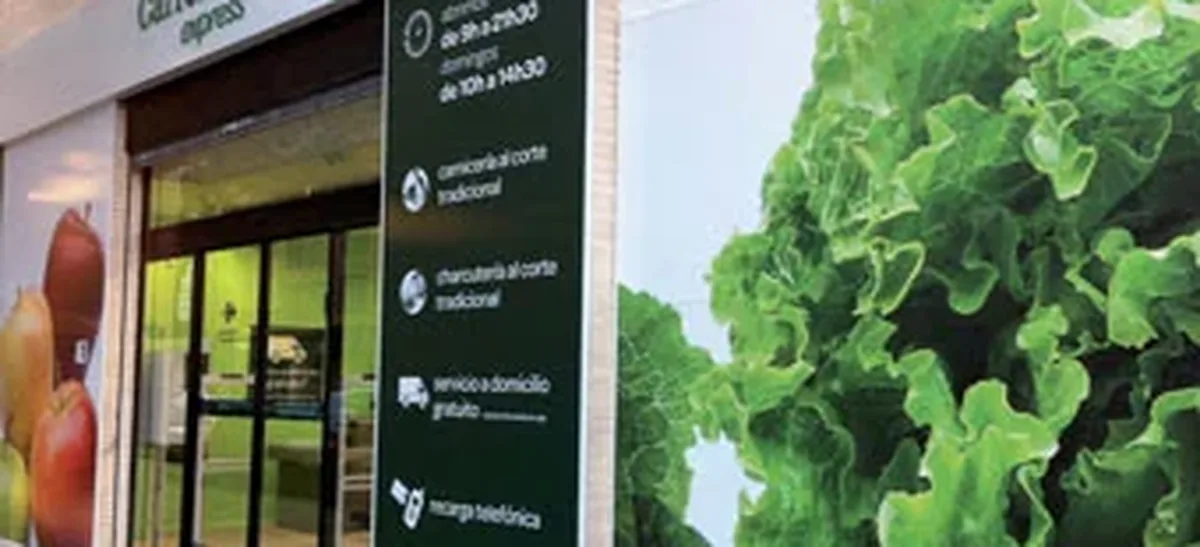 express
abrimos
de 9h a 21h30
domingos
de 10h a 14h30
carnicería al corte
tradicional
charcutería al corte
tradicional
servicio a domicilio
gratuito
recarga telefónica